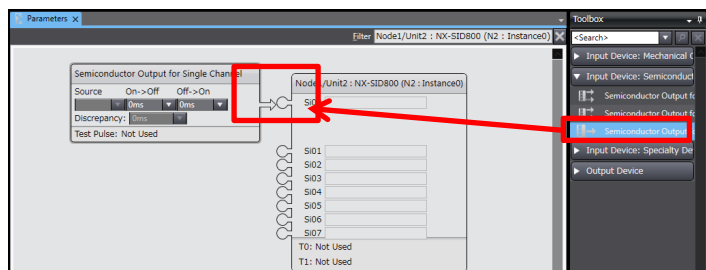 Parameters
Filter Node1/Unit2 : NX-SID800 (N2 : Instance0)
Semiconductor Output for Single Channel
Source On->Off Off->On
0ms 0ms
Discrepancy: 0ms
Test Pulse: Not Used
Node1/Unit2 : NX-SID800 (N2 : Instance0)
Si01
Si02
Si03
Si04
Si05
Si06
Si07
T0: Not Used
T1: Not Used
Toolbox
<Search>
Input Device: Mechanical
Input Device: Semiconduct
Semiconductor Output fo
Semiconductor Output fo
Semiconductor Output
Input Device: Specialty De
Output Device